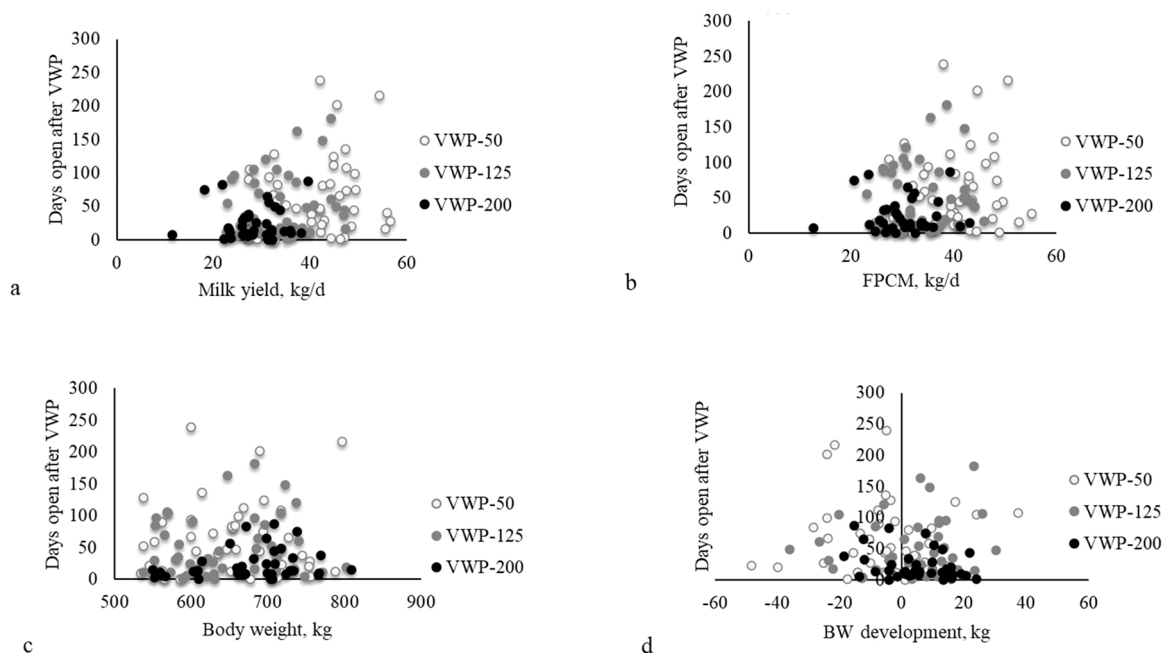 Days open after VWP
300
250
200
150
100
50
0
0 20 40 60
Milk yield, kg/d
VWP-50
VWP-125
VWP-200
a
Days open after VWP
300
250
200
150
100
50
0
0 20 40 60
FPCM, kg/d
VWP-50
VWP-125
VWP-200
b
Days open after VWP
300
250
200
150
100
50
0
500 600 700 800 900
Body weight, kg
VWP-50
VWP-125
VWP-200
c
Days open after VWP
300
250
200
150
100
50
0
-60 -40 -20 0 20 40 60
BW development, kg
VWP-50
VWP-125
VWP-200
d